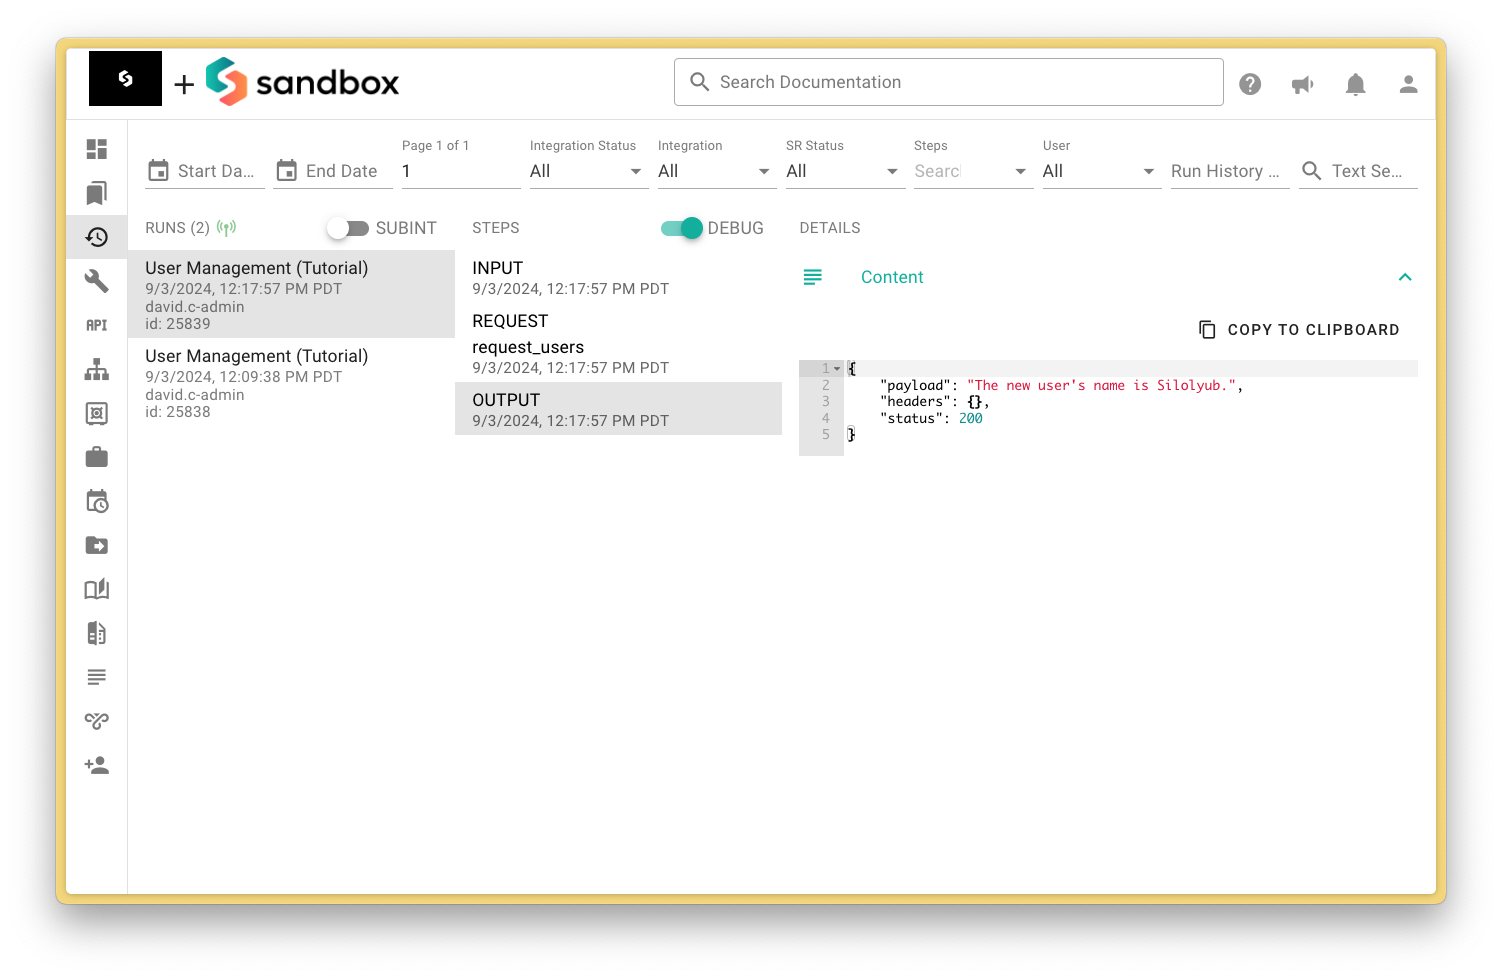 + sandbox
Search Documentation
Start Da...
End Date
Page 1 of 1
1
Integration Status
All
Integration
All
SR Status
All
Steps
Searc
User
All
Run History ...
Text Se...
RUNS (2)
SUBINT
STEPS
DEBUG
DETAILS
API
User Management (Tutorial)
9/3/2024, 12:17:57 PM PDT
david.c-admin
id: 25839
User Management (Tutorial)
9/3/2024, 12:09:38 PM PDT
david.c-admin
id: 25838
INPUT
9/3/2024, 12:17:57 PM PDT
REQUEST
request_users
9/3/2024, 12:17:57 PM PDT
OUTPUT
9/3/2024, 12:17:57 PM PDT
Content
COPY TO CLIPBOARD
1 {
2 "payload": "The new user's name is Silolyub.",
3 "headers": {},
4 "status": 200
5 }